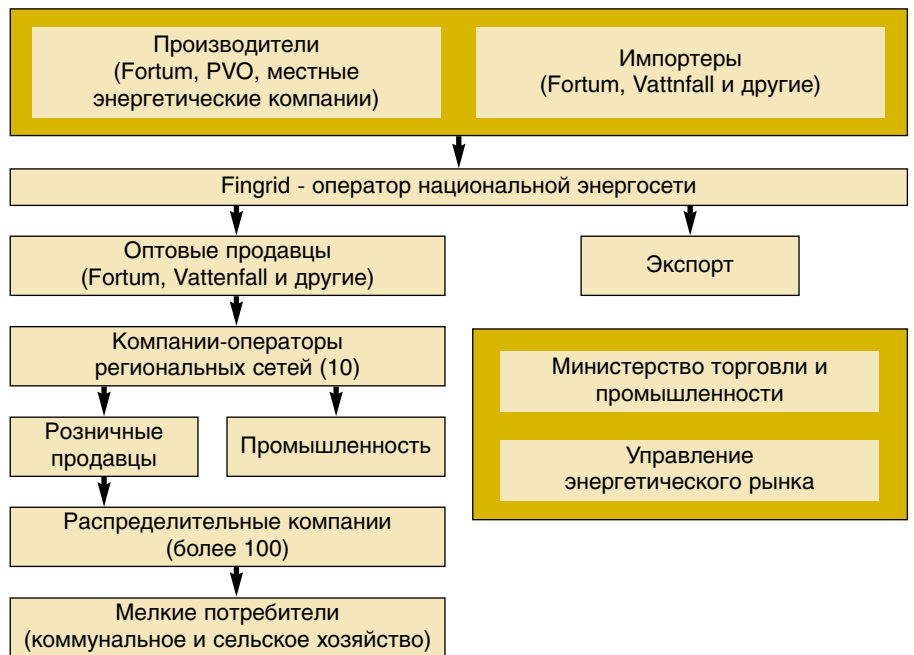 Производители
(Fortum, PVO, местные
энергетические компании)
Импортеры
(Fortum, Vattnfall и другие)
Fingrid - оператор национальной энергосети
Оптовые продавцы
(Fortum, Vattenfall и другие)
Экспорт
Компании-операторы
региональных сетей (10)
Министерство торговли и
промышленности
Розничные
продавцы
Промышленность
Управление
энергетического рынка
Распределительные компании
(более 100)
Мелкие потребители
(коммунальное и сельское хозяйство)